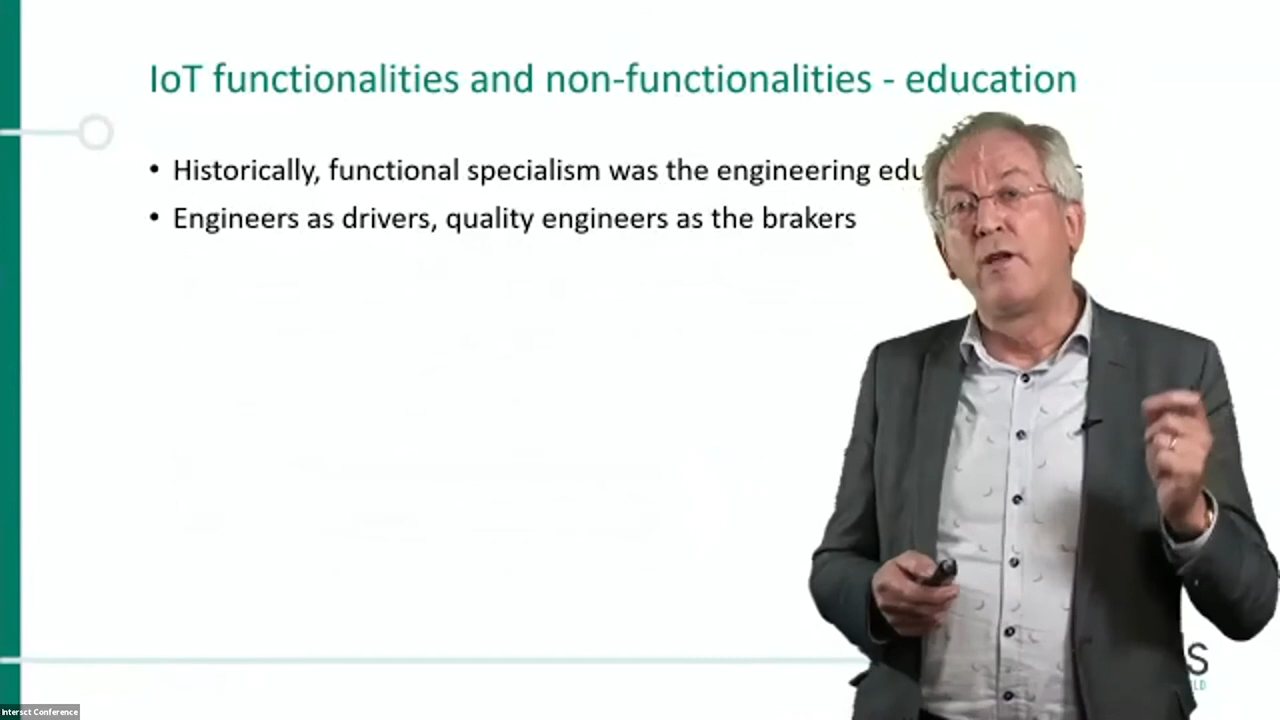 IoT functionalities and non-functionalities - education
• Historically, functional specialism was the engineering
• Engineers as drivers, quality engineers as the brakers
Intersct Conference